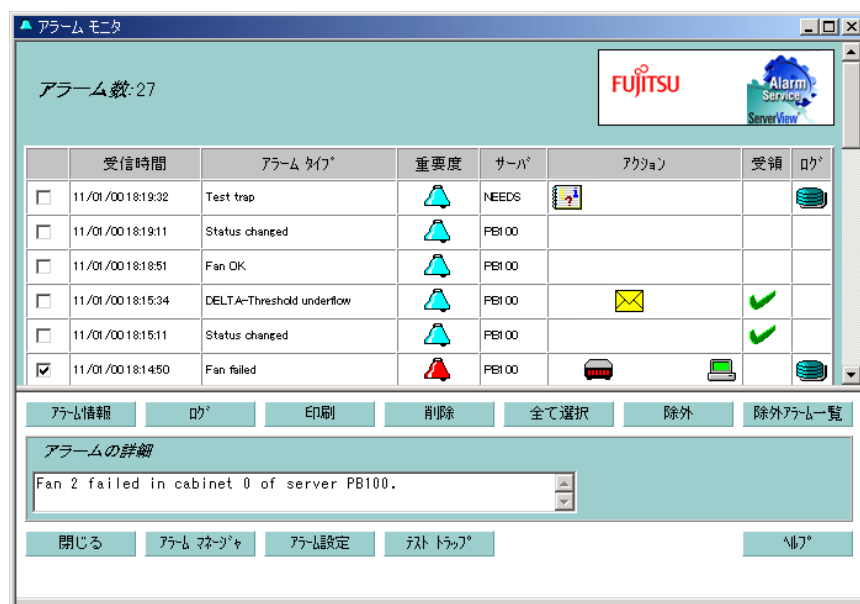 アラーム モニタ
アラーム数:27
FUJITSU
Alarm Service
ServerView
受信時間 アラーム タイプ 重要度 サーバ アクション 受領 ログ
11/01/00 18:19:32 Test trap NEEDS
11/01/00 18:19:11 Status changed PB100
11/01/00 18:18:51 Fan OK PB100
11/01/00 18:15:34 DELTA-Threshold underflow PB100
11/01/00 18:15:11 Status changed PB100
11/01/00 18:14:50 Fan failed PB100
アラーム情報 ログ 印刷 削除 全て選択 除外 除外アラーム一覧
アラームの詳細
Fan 2 failed in cabinet 0 of server PB100.
閉じる アラーム マネージャ アラーム設定 テスト トラップ ヘルプ